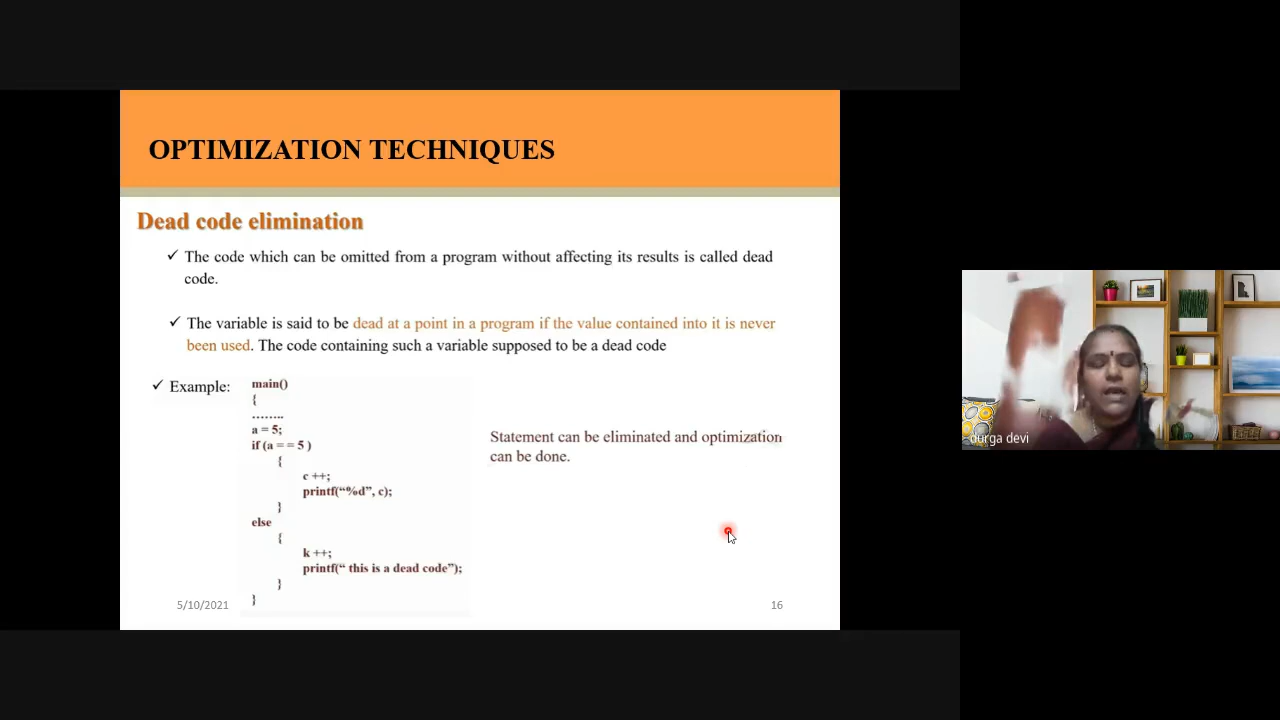 OPTIMIZATION TECHNIQUES
Dead code elimination
✓ The code which can be omitted from a program without affecting its results is called dead
code.
✓ The variable is said to be dead at a point in a program if the value contained into it is never
been used. The code containing such a variable supposed to be a dead code
✓ Example:
main()
{
........
a = 5;
if (a = = 5 )
{
c ++;
printf(“%d”, c);
}
else
{
k ++;
printf(“ this is a dead code”);
}
}
Statement can be eliminated and optimization
can be done.
5/10/2021
16
durga devi